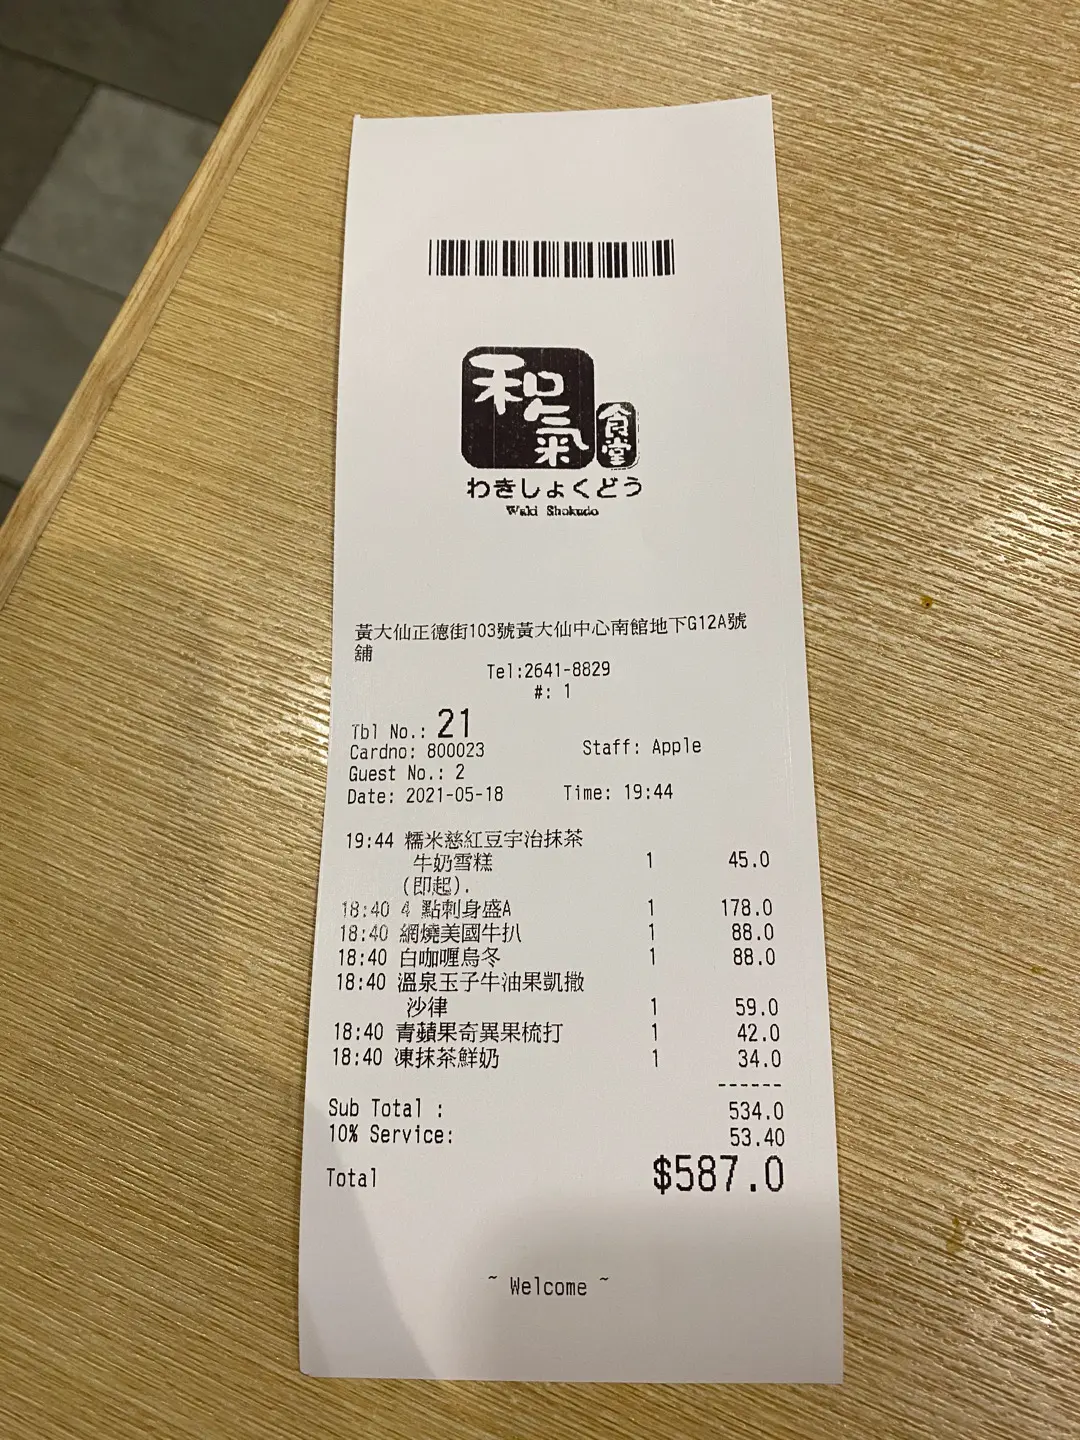 和氣
食堂
わきしょくどう
Waki Shokudo
黃大仙正德街103號黃大仙中心南館地下G12A號
舖
Tel:2641-8829
#: 1
Tbl No.: 21
Cardno: 800023 Staff: Apple
Guest No.: 2
Date: 2021-05-18 Time: 19:44
19:44 糯米慈紅豆宇治抹茶
牛奶雪糕 1 45.0
(即起).
18:40 4 點刺身盛A 1 178.0
18:40 網燒美國牛扒 1 88.0
18:40 白咖喱烏冬 1 88.0
18:40 溫泉玉子牛油果凱撒
沙律 1 59.0
18:40 青蘋果奇異果梳打 1 42.0
18:40 凍抹茶鮮奶 1 34.0
------
Sub Total : 534.0
10% Service: 53.40
Total $587.0
~ Welcome ~